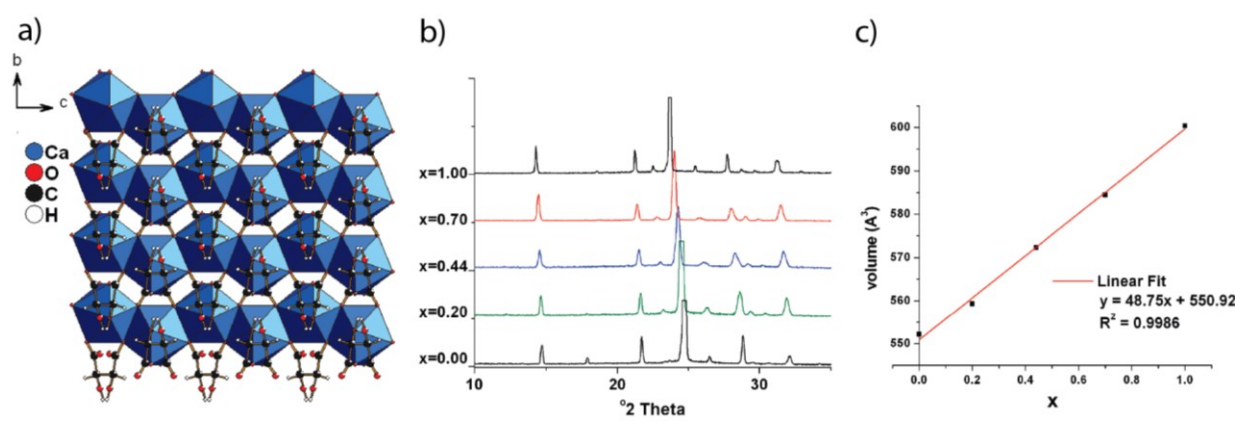 a)
b
c
Ca
O
C
H
b)
x=1.00
x=0.70
x=0.44
x=0.20
x=0.00
10
20
30
°2 Theta
c)
600
590
580
570
560
550
volume (A³)
Linear Fit
y = 48.75x + 550.92
R² = 0.9986
0.0
0.2
0.4
0.6
0.8
1.0
x